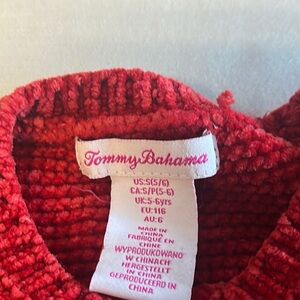 Tommy Bahama
US:S(5/6)
CA:S/P(5-6)
UK:5-6yrs
EU:116
AU:6
MADE IN
CHINA
FABRIQUÉ EN
CHINE
WYPRODUKOWANO
W CHINACH
HERGESTELLT
IN CHINA
GEPRODUCEERD IN
CHINA